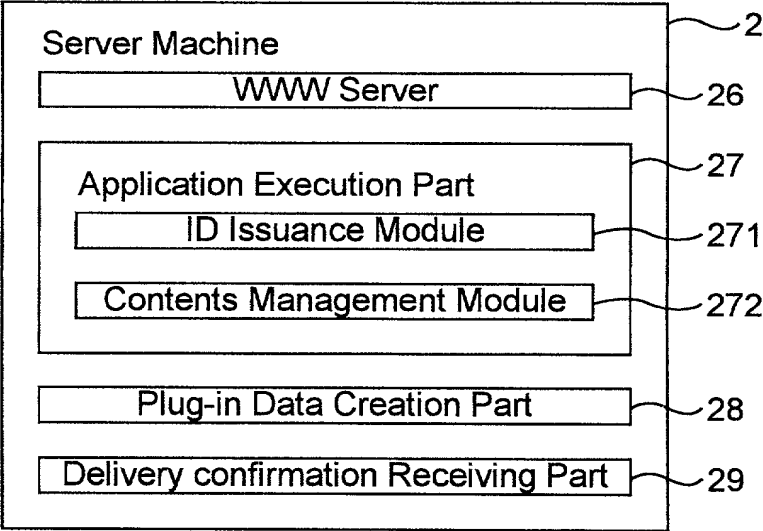 2
Server Machine
WWW Server 26
27
Application Execution Part
ID Issuance Module 271
Contents Management Module 272
Plug-in Data Creation Part 28
Delivery confirmation Receiving Part 29